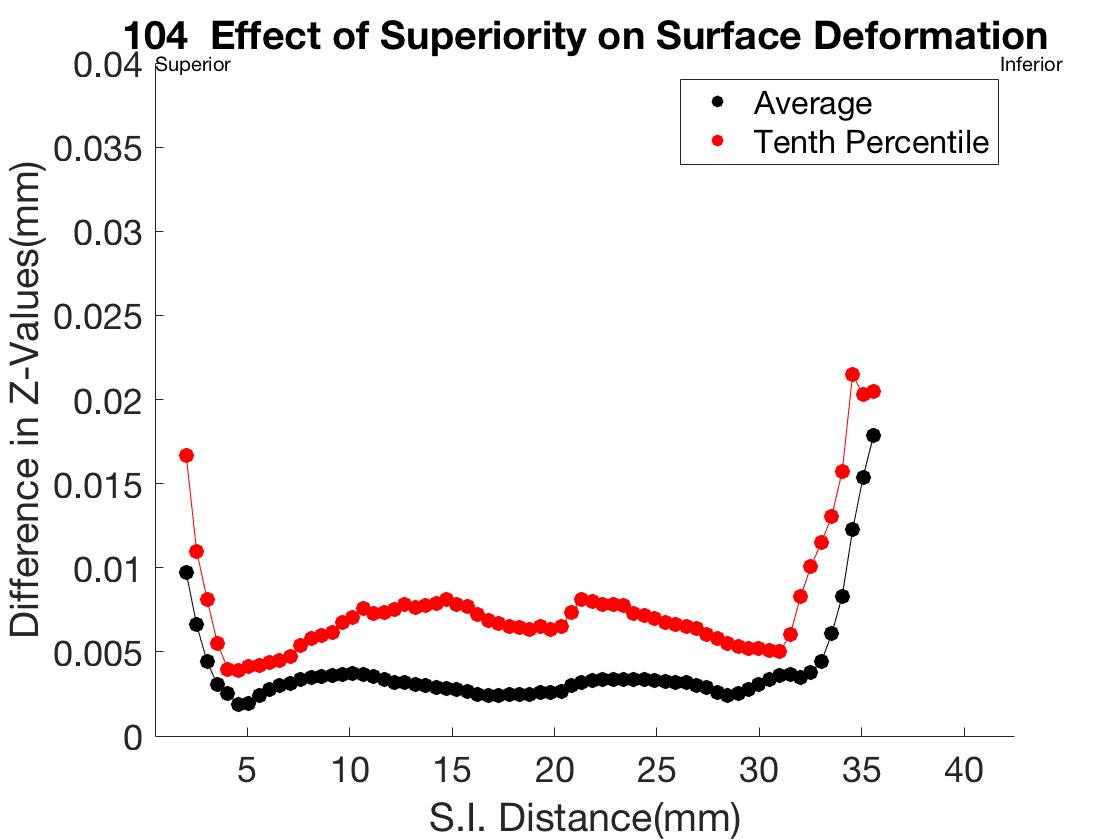 104  Effect of Superiority on Surface Deformation
Superior
Inferior
Average
Tenth Percentile
Difference in Z-Values(mm)
0.04
0.035
0.03
0.025
0.02
0.015
0.01
0.005
0
5 10 15 20 25 30 35 40
S.I. Distance(mm)